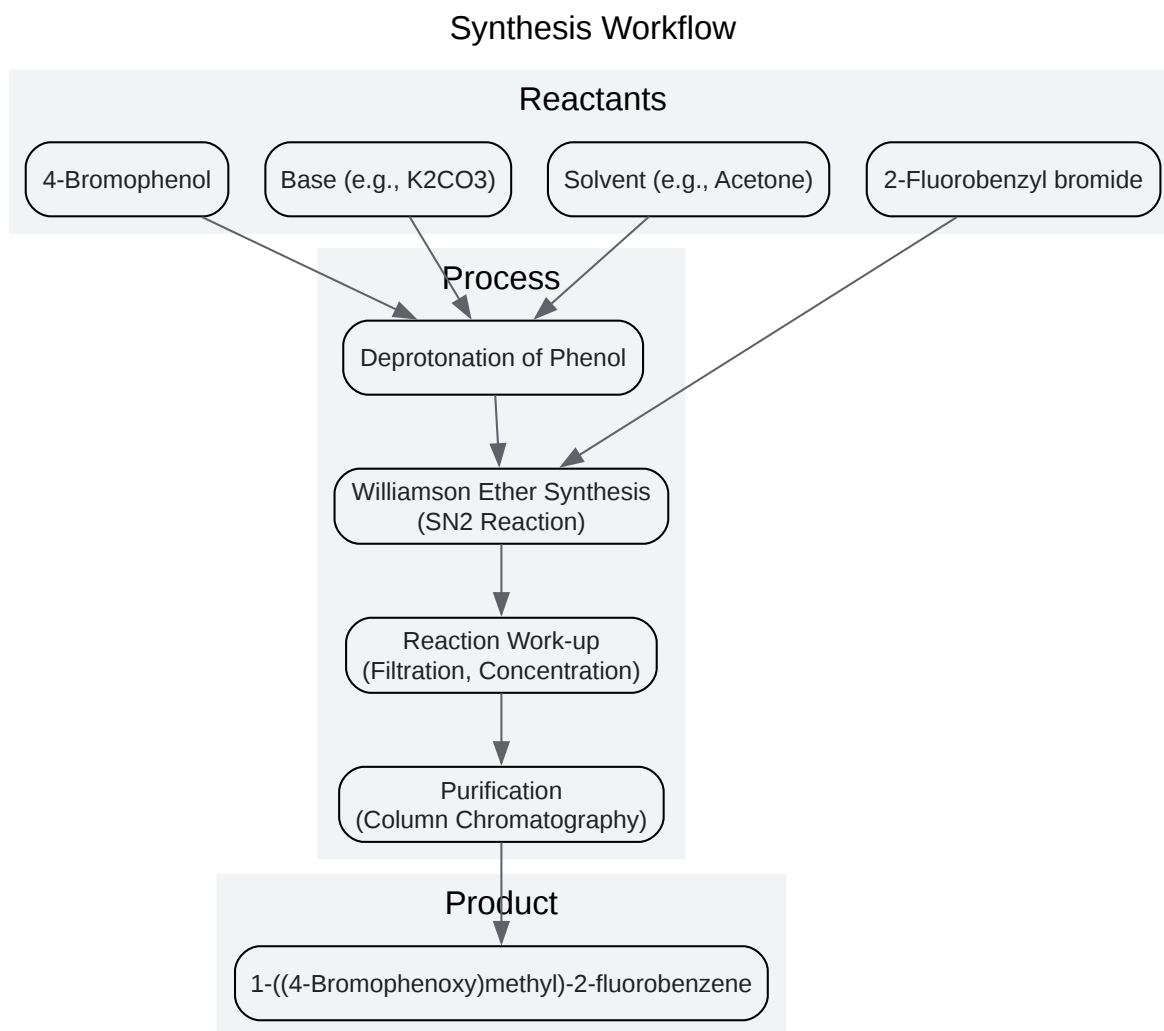 Synthesis Workflow
Reactants
4-Bromophenol
Base (e.g., K2CO3)
Solvent (e.g., Acetone)
2-Fluorobenzyl bromide
Process
Deprotonation of Phenol
Williamson Ether Synthesis
(SN2 Reaction)
Reaction Work-up
(Filtration, Concentration)
Purification
(Column Chromatography)
Product
1-((4-Bromophenoxy)methyl)-2-fluorobenzene